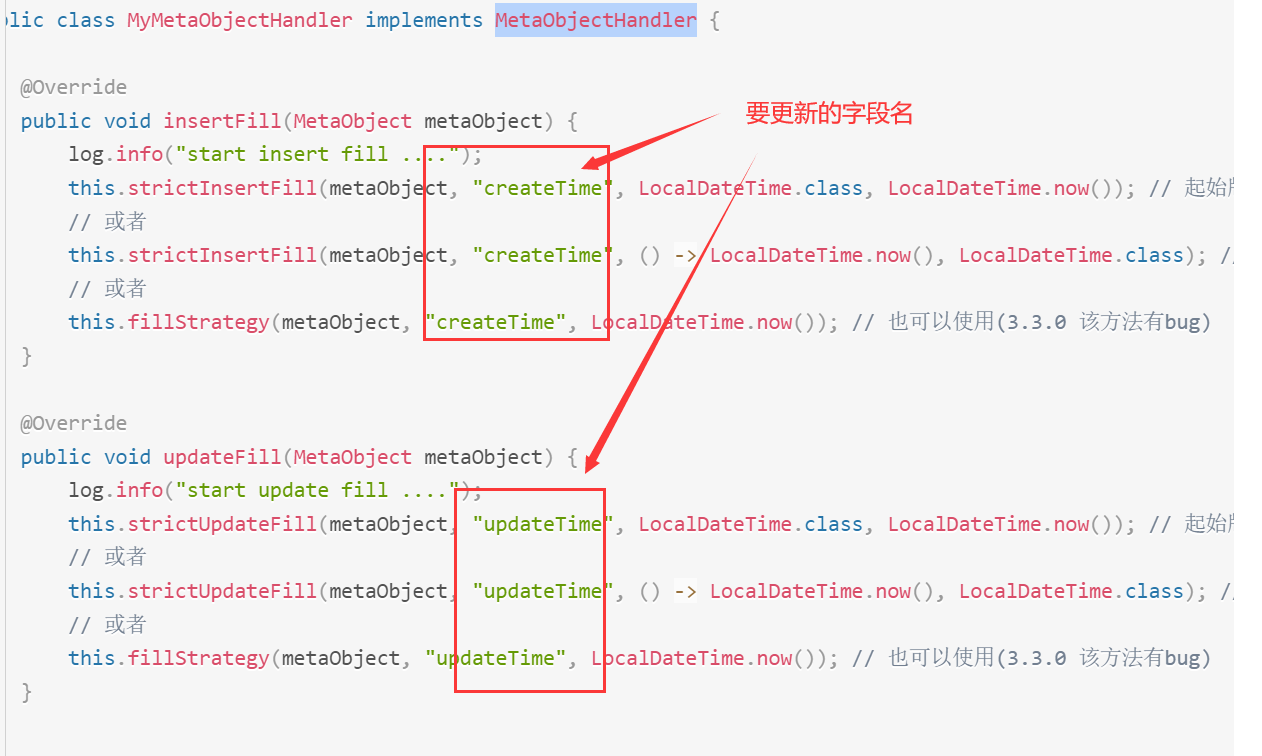 lic class MyMetaObjectHandler implements MetaObjectHandler {
@Override
要更新的字段名
public void insertFill(MetaObject metaObject) {
log.info("start insert fill ....");
this.strictInsertFill(metaObject, "createTime", LocalDateTime.class, LocalDateTime.now()); // 起始
// 或者
this.strictInsertFill(metaObject, "createTime", () -> LocalDateTime.now(), LocalDateTime.class); //
// 或者
this.fillStrategy(metaObject, "createTime", LocalDateTime.now()); // 也可以使用(3.3.0 该方法有bug)
}
@Override
public void updateFill(MetaObject metaObject) {
log.info("start update fill ....");
this.strictUpdateFill(metaObject, "updateTime", LocalDateTime.class, LocalDateTime.now()); // 起始
// 或者
this.strictUpdateFill(metaObject, "updateTime", () -> LocalDateTime.now(), LocalDateTime.class); //
// 或者
this.fillStrategy(metaObject, "updateTime", LocalDateTime.now()); // 也可以使用(3.3.0 该方法有bug)
}